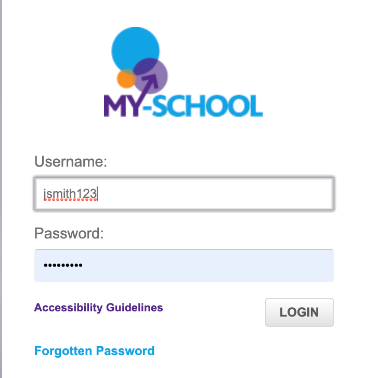 MY-SCHOOL
Username:
jsmith123
Password:
•••••••••
Accessibility Guidelines
LOGIN
Forgotten Password